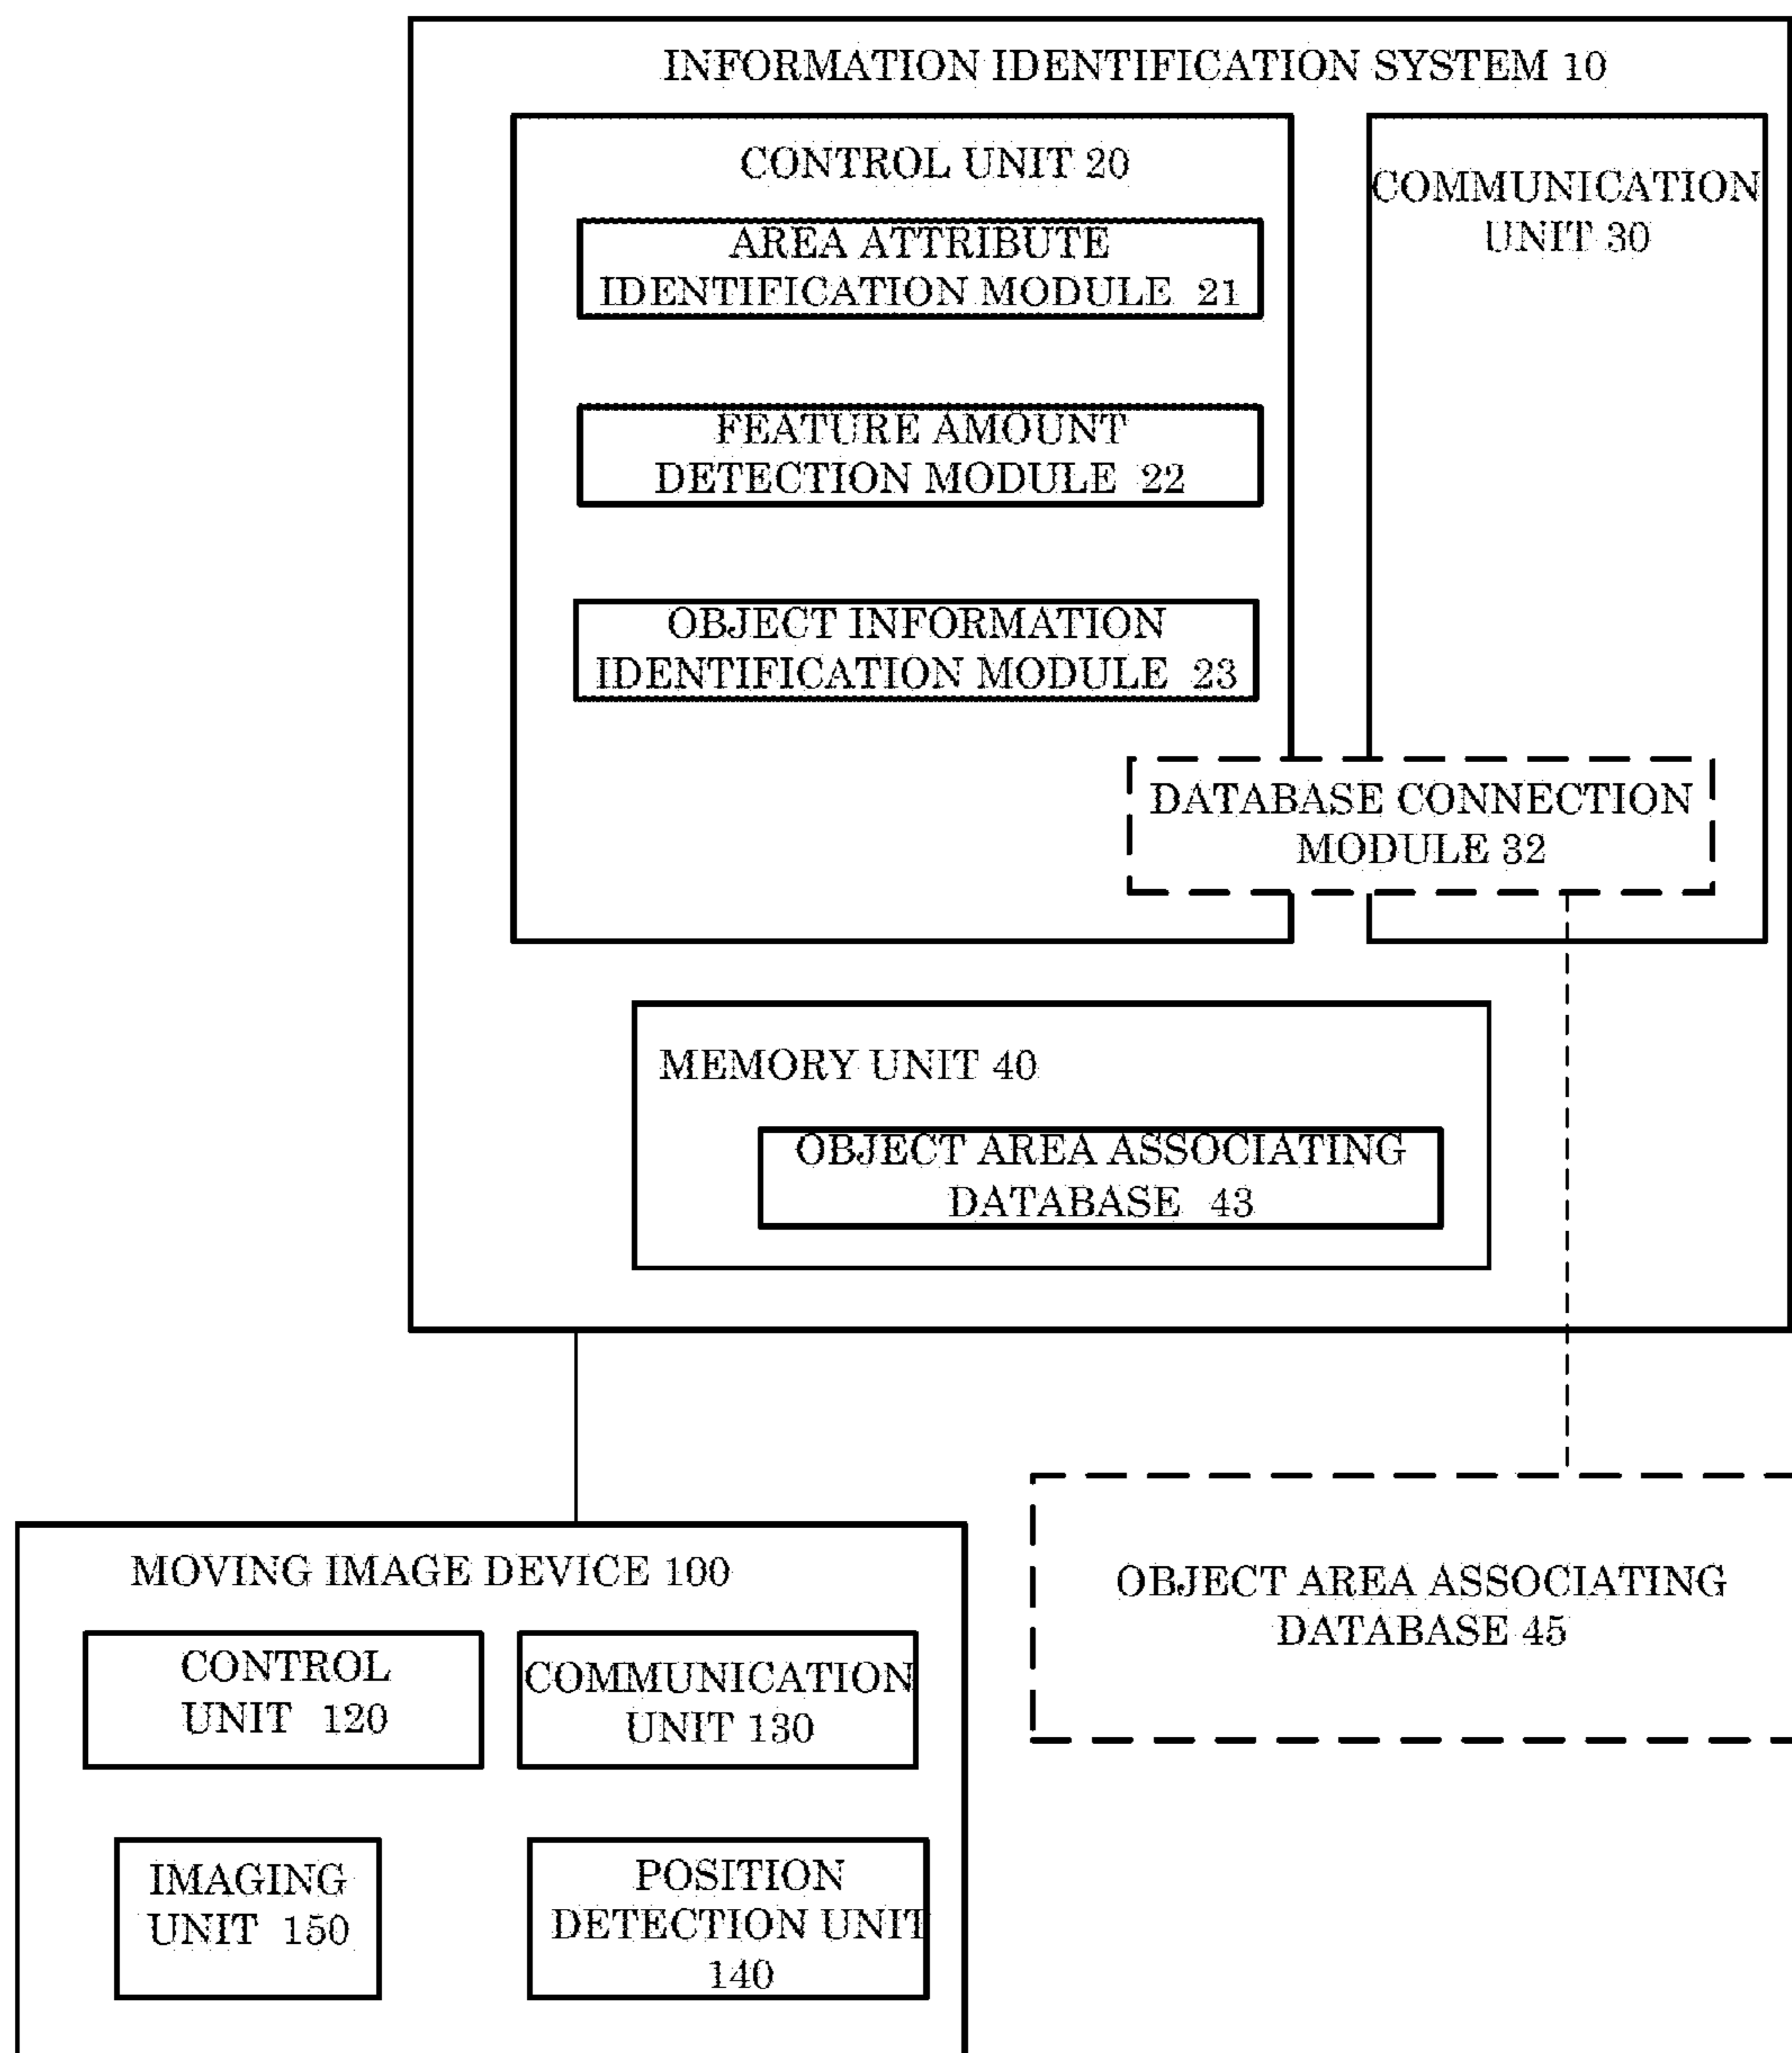 INFORMATION IDENTIFICATION SYSTEM 10
CONTROL UNIT 20
AREA ATTRIBUTE
IDENTIFICATION MODULE 21
FEATURE AMOUNT
DETECTION MODULE 22
OBJECT INFORMATION
IDENTIFICATION MODULE 23
COMMUNICATION
UNIT 30
DATABASE CONNECTION
MODULE 32
MEMORY UNIT 40
OBJECT AREA ASSOCIATING
DATABASE 43
MOVING IMAGE DEVICE 100
CONTROL
UNIT 120
COMMUNICATION
UNIT 130
IMAGING
UNIT 150
POSITION
DETECTION UNIT
140
OBJECT AREA ASSOCIATING
DATABASE 45